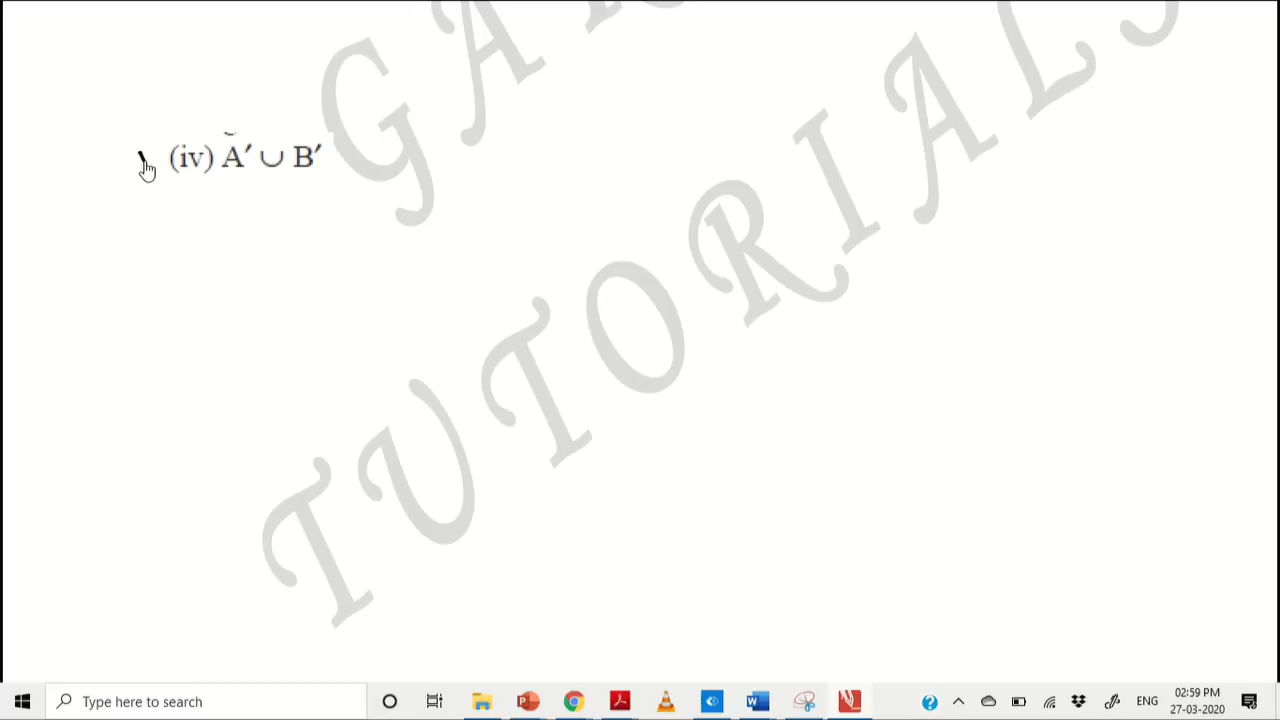 GA
TUTORIALS
(iv) A′ ∪ B′
Type here to search
ENG
02:59 PM
27-03-2020